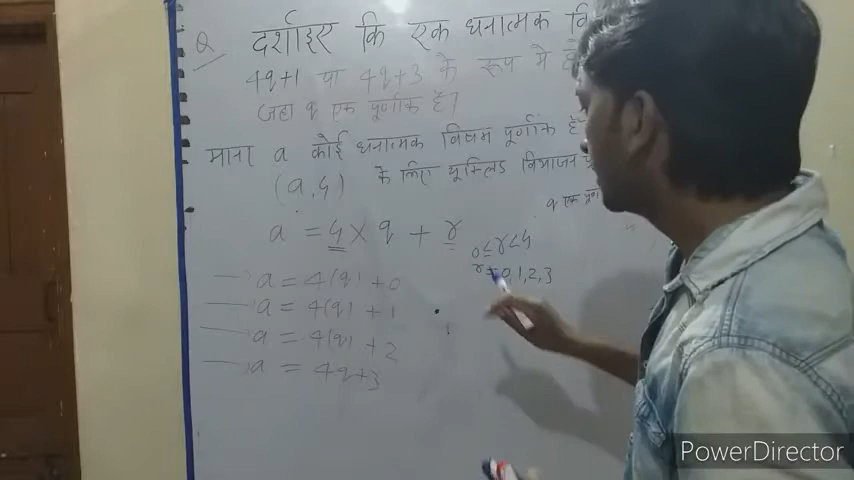 Q दर्शाइए कि एक धनात्मक
4q+1 या 4q+3 के रूप मे
जहा q एक पूर्णांक है।
माना a कोई धनात्मक विषम पूर्णांक है
(a,4) के लिए यूक्लिड विभाजन
q एक
a = 4 × q + r
0≤r<4
r=0,1,2,3
a = 4(q) + 0
a = 4(q) + 1
a = 4(q) + 2
a = 4q+3
PowerDirector